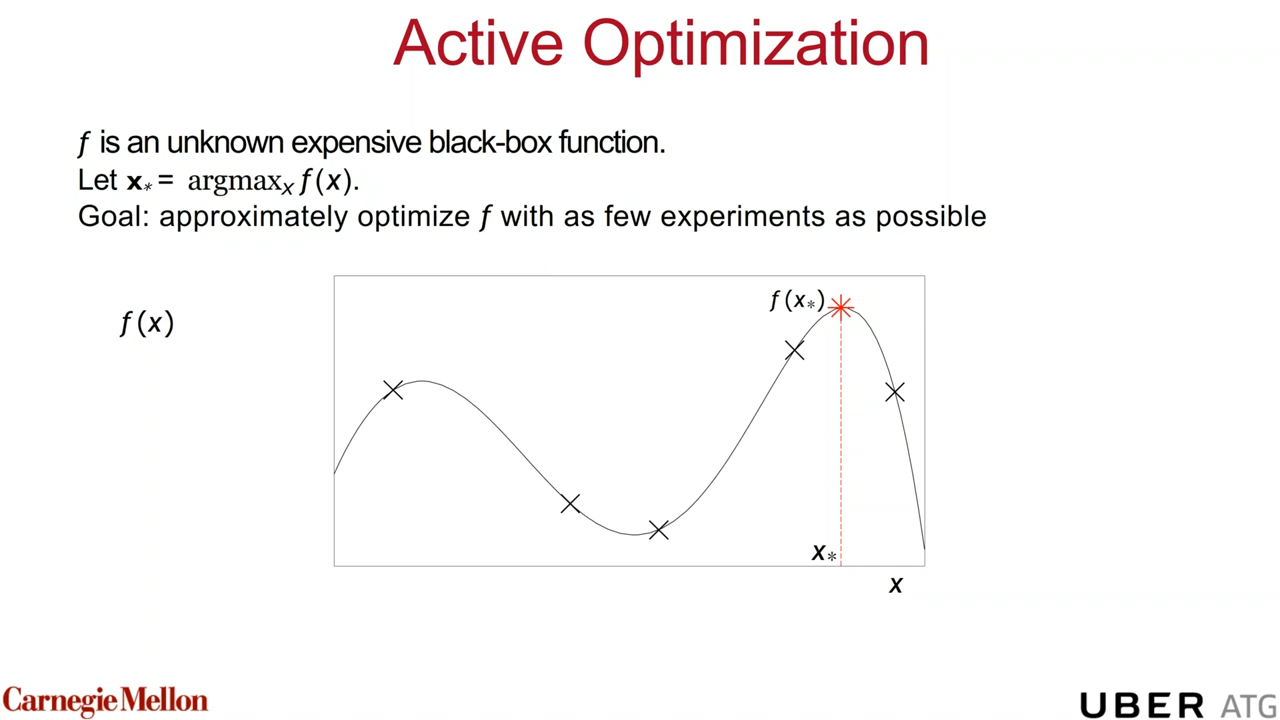 Active Optimization
f is an unknown expensive black-box function.
Let x* = argmaxₓ f(x).
Goal: approximately optimize f with as few experiments as possible
f(x)
f(x*)
x*
x
Carnegie Mellon
UBER ATG